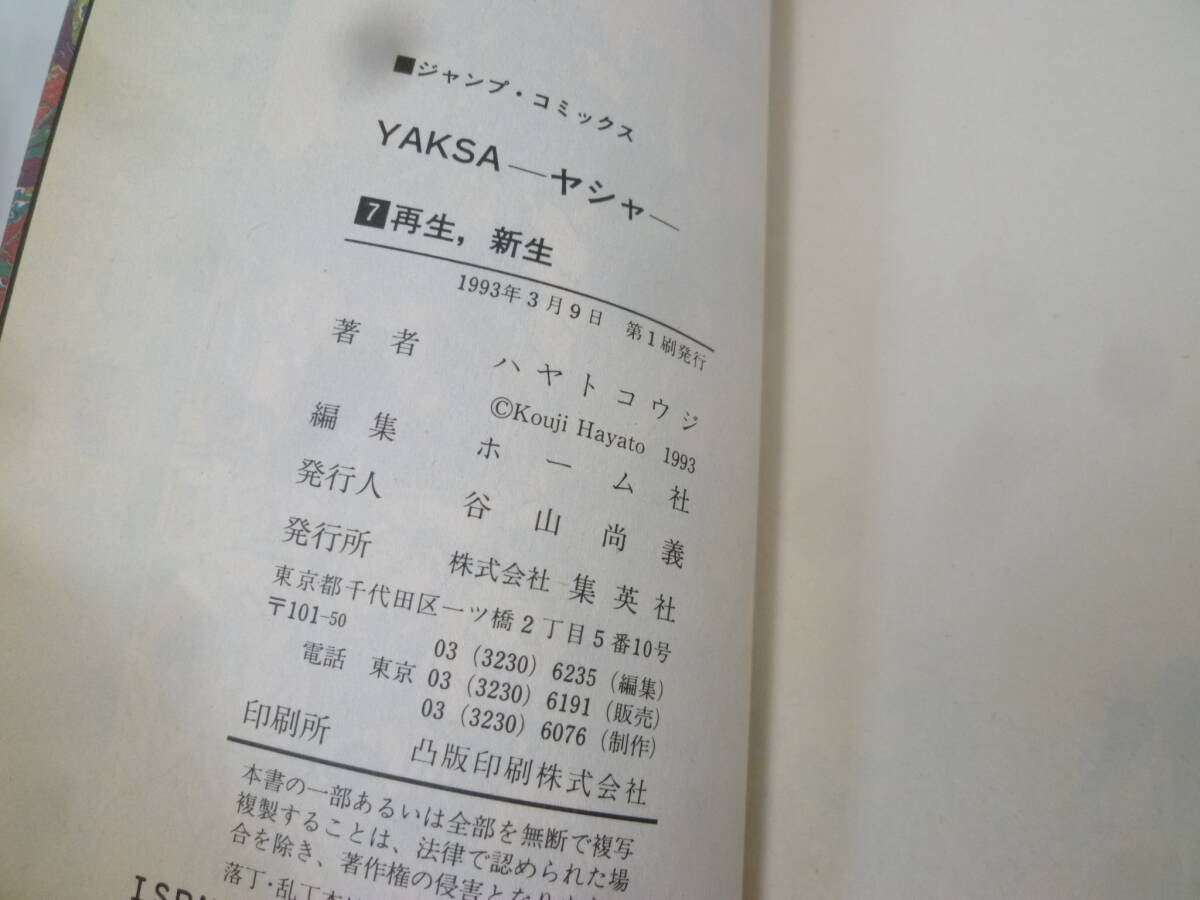 ■ジャンプ・コミックス
YAKSA―ヤシャ―
7再生，新生
1993年3月9日 第1刷発行
著者 ハヤトコウジ
©Kouji Hayato 1993
編集 ホーム社
発行人 谷山尚義
発行所 株式会社 集英社
東京都千代田区一ツ橋2丁目5番10号
〒101-50
03 (3230) 6235 (編集)
電話 東京 03 (3230) 6191 (販売)
03 (3230) 6076 (制作)
印刷所 凸版印刷株式会社
本書の一部あるいは全部を無断で複写
複製することは、法律で認められた場
合を除き、著作権の侵害となり
落丁・乱丁本